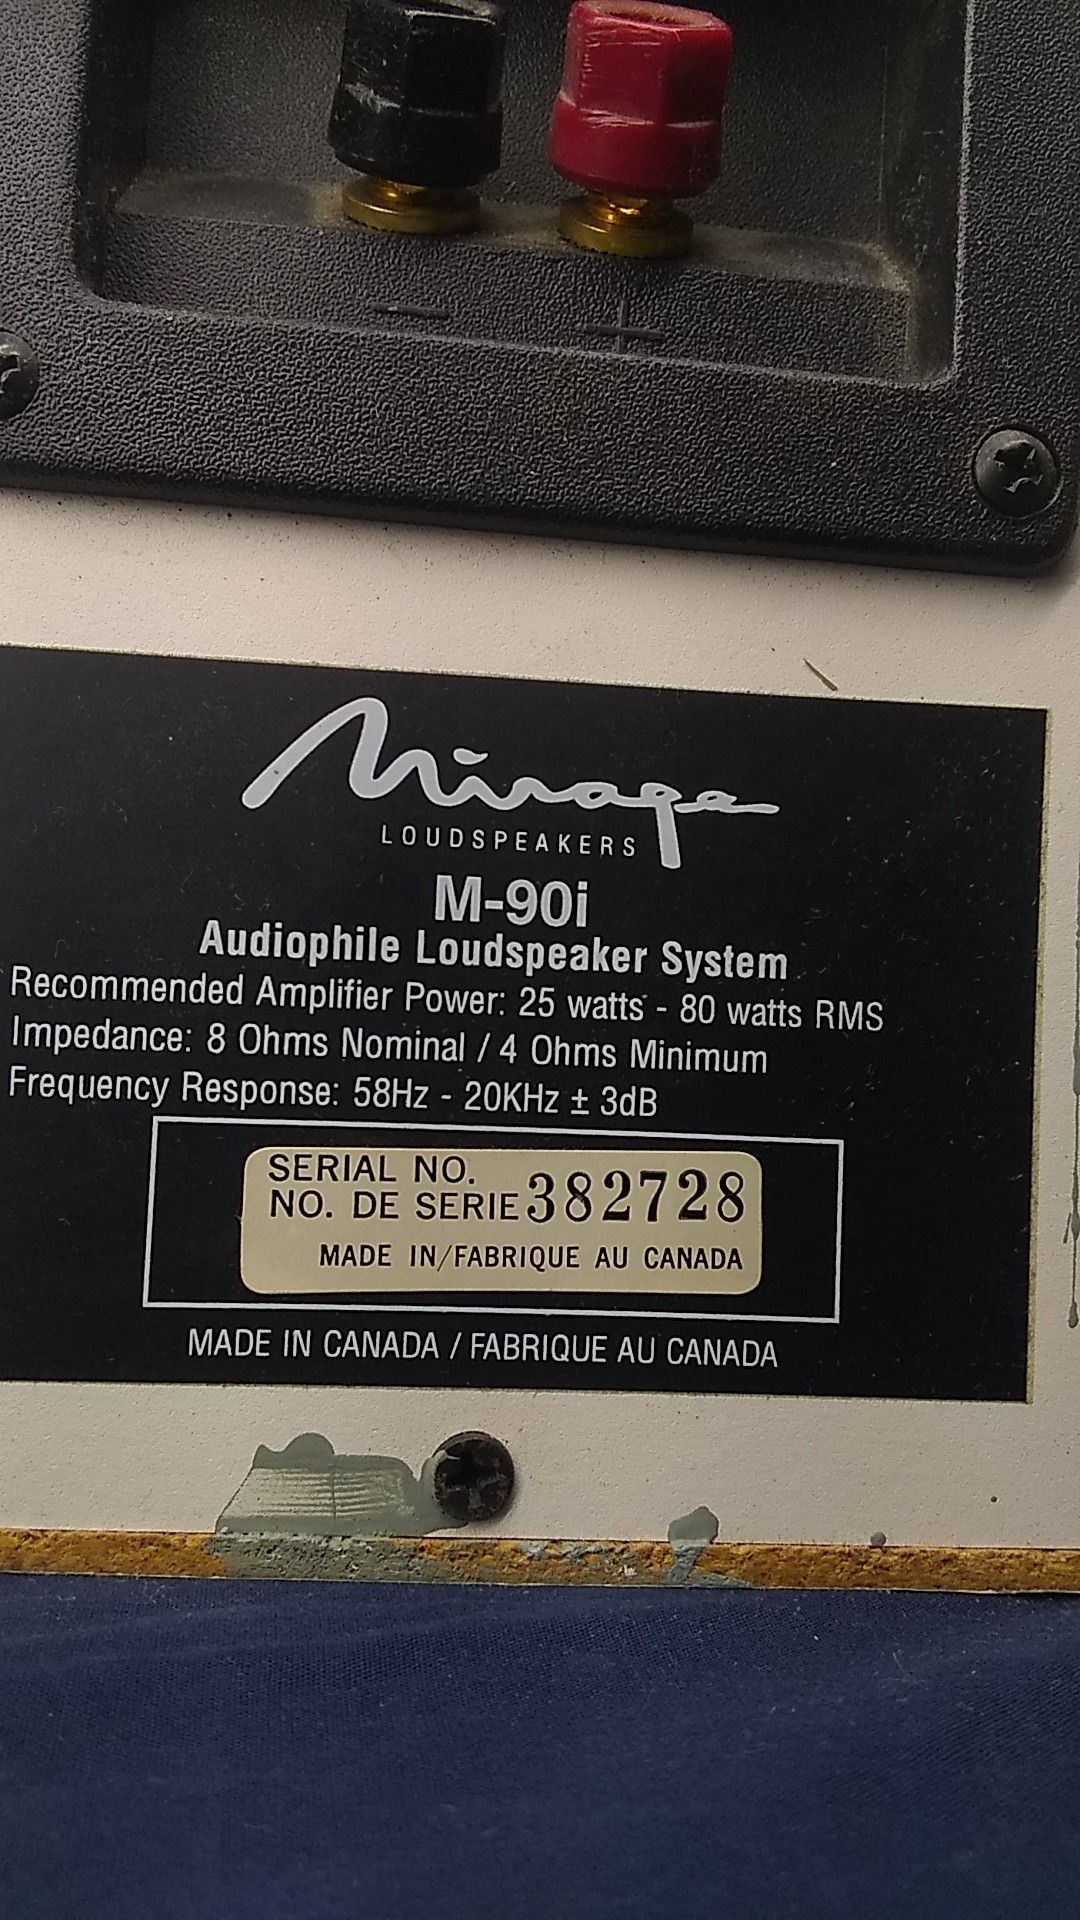 − +
Mirage
LOUDSPEAKERS
M-90i
Audiophile Loudspeaker System
Recommended Amplifier Power: 25 watts - 80 watts RMS
Impedance: 8 Ohms Nominal / 4 Ohms Minimum
Frequency Response: 58Hz - 20KHz ± 3dB
SERIAL NO.
NO. DE SERIE 382728
MADE IN/FABRIQUE AU CANADA
MADE IN CANADA / FABRIQUE AU CANADA